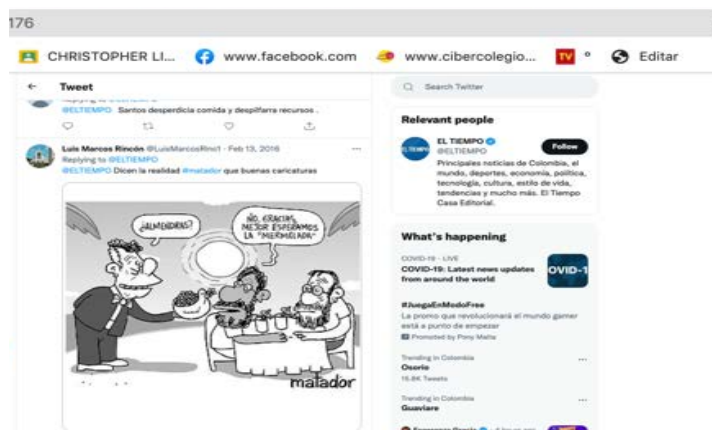 176
CHRISTOPHER LI... www.facebook.com www.cibercolegio... TV Editar
Tweet
@ELTIEMPO Santos desperdicia comida y despilfarra recursos .
Luis Marcos Rincón @LuisMarcosRino1 · Feb 13, 2016
Replying to @ELTIEMPO
@ELTIEMPO Dicen la realidad #matador que buenas caricaturas
¿ALMENDRAS?
NO, GRACIAS,
MEJOR ESPERAMOS
LA "MERMELADA"
matador
Search Twitter
Relevant people
EL TIEMPO
@ELTIEMPO
Follow
Principales noticias de Colombia, el
mundo, deportes, economía, política,
tecnología, cultura, estilo de vida,
tendencias y mucho más. El Tiempo
Casa Editorial.
What's happening
COVID-19 · LIVE
COVID-19: Latest news updates
from around the world
OVID-1
#JuegaEnModoFree
La promo que revolucionará el mundo gamer
está a punto de empezar
Promoted by Pony Malta
Trending in Colombia
Osorio
15.8K Tweets
Trending in Colombia
Guaviare